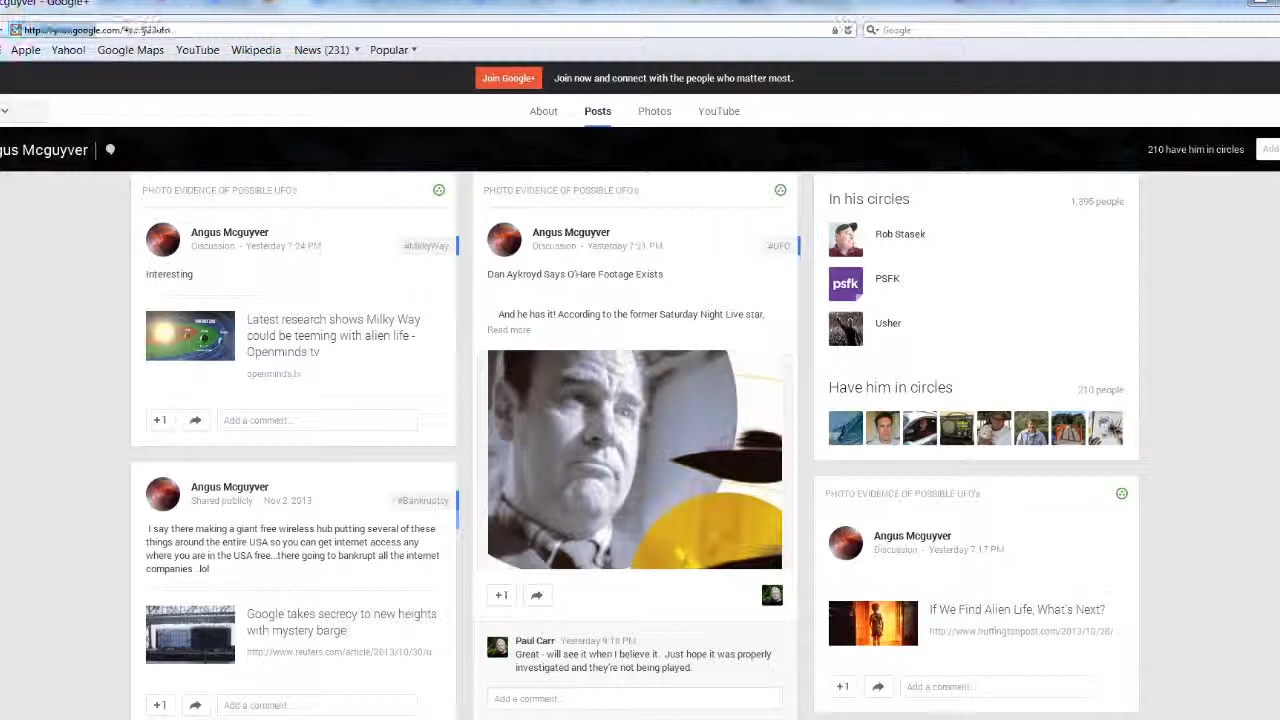 cguyver - Google+
Google
Apple Yahoo! Google Maps YouTube Wikipedia News (231) Popular
Join Google+ Join now and connect with the people who matter most.
About Posts Photos YouTube
gus Mcguyver
210 have him in circles
Add
PHOTO EVIDENCE OF POSSIBLE UFO's
Angus Mcguyver
Discussion - Yesterday 7:24 PM
#MilkyWay
Interesting
Latest research shows Milky Way
could be teeming with alien life -
Openminds tv
openminds.tv
+1 Add a comment...
Angus Mcguyver
Shared publicly Nov 2, 2013
#Bankruptcy
I say there making a giant free wireless hub putting several of these
things around the entire USA so you can get internet access any
where you are in the USA free...there going to bankrupt all the internet
companies ..lol
Google takes secrecy to new heights
with mystery barge
http://www.reuters.com/article/2013/10/30/u
+1 Add a comment...
PHOTO EVIDENCE OF POSSIBLE UFO's
Angus Mcguyver
Discussion - Yesterday 7:21 PM
#UFO
Dan Aykroyd Says O'Hare Footage Exists
And he has it! According to the former Saturday Night Live star,
Read more
+1
Paul Carr Yesterday 9:18 PM
Great - will see it when I believe it. Just hope it was properly
investigated and they're not being played.
Add a comment...
In his circles
1,395 people
Rob Stasek
psfk
PSFK
Usher
Have him in circles
210 people
PHOTO EVIDENCE OF POSSIBLE UFO's
Angus Mcguyver
Discussion - Yesterday 7:17 PM
If We Find Alien Life, What's Next?
http://www.huffingtonpost.com/2013/10/28/
+1 Add a comment...